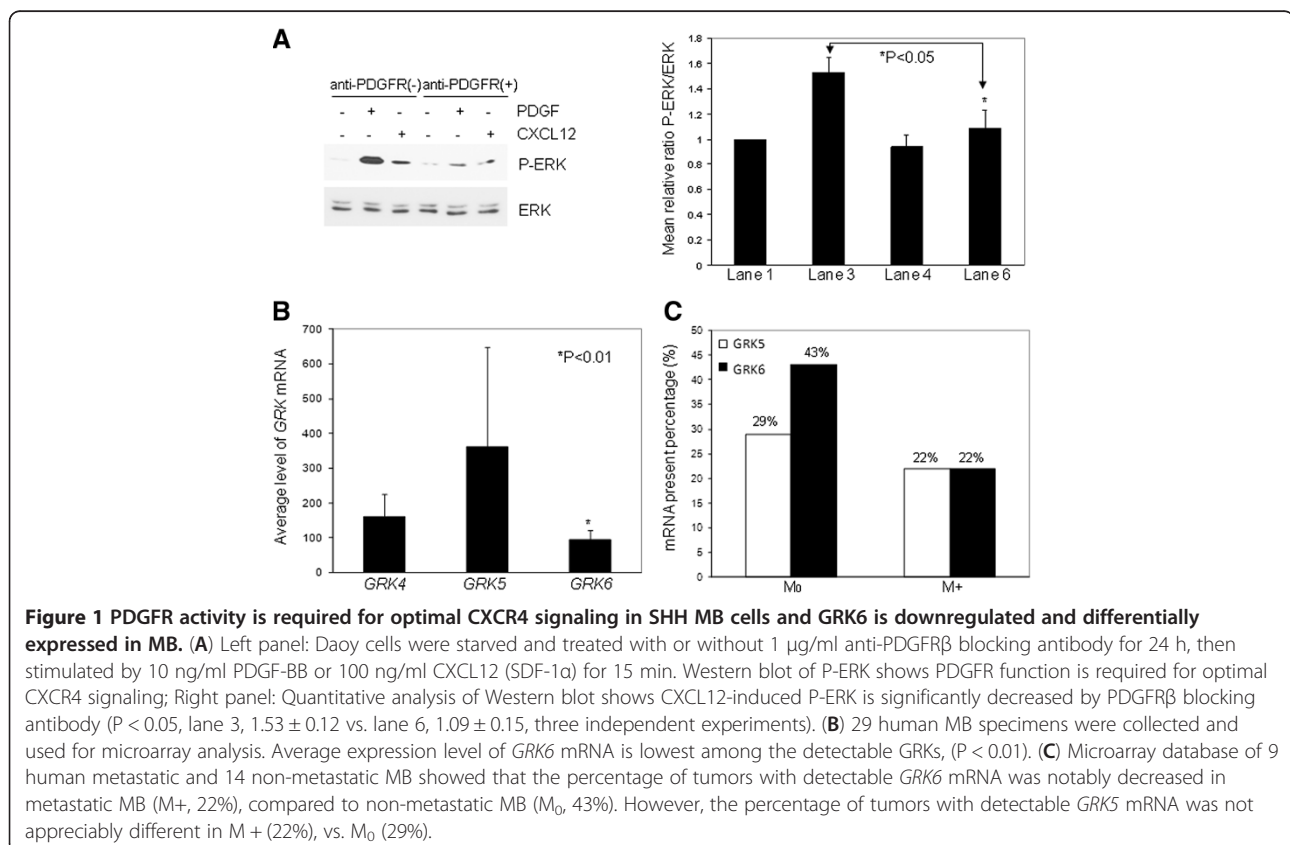 A
anti-PDGFR(-) anti-PDGFR(+)
- + - - + - PDGF
- - + - - + CXCL12
P-ERK
ERK
Mean relative ratio P-ERK/ERK
1.8
1.6
1.4
1.2
1
0.8
0.6
0.4
0.2
0
*P<0.05
*
Lane 1 Lane 3 Lane 4 Lane 6
B
Average level of GRK mRNA
700
600
500
400
300
200
100
0
*P<0.01
*
GRK4 GRK5 GRK6
C
mRNA present percentage (%)
50
45
40
35
30
25
20
15
10
5
0
GRK5
GRK6
29%
43%
22%
22%
M0 M+
Figure 1 PDGFR activity is required for optimal CXCR4 signaling in SHH MB cells and GRK6 is downregulated and differentially
expressed in MB. (A) Left panel: Daoy cells were starved and treated with or without 1 μg/ml anti-PDGFRβ blocking antibody for 24 h, then
stimulated by 10 ng/ml PDGF-BB or 100 ng/ml CXCL12 (SDF-1α) for 15 min. Western blot of P-ERK shows PDGFR function is required for optimal
CXCR4 signaling; Right panel: Quantitative analysis of Western blot shows CXCL12-induced P-ERK is significantly decreased by PDGFRβ blocking
antibody (P < 0.05, lane 3, 1.53 ± 0.12 vs. lane 6, 1.09 ± 0.15, three independent experiments). (B) 29 human MB specimens were collected and
used for microarray analysis. Average expression level of GRK6 mRNA is lowest among the detectable GRKs, (P < 0.01). (C) Microarray database of 9
human metastatic and 14 non-metastatic MB showed that the percentage of tumors with detectable GRK6 mRNA was notably decreased in
metastatic MB (M+, 22%), compared to non-metastatic MB (M0, 43%). However, the percentage of tumors with detectable GRK5 mRNA was not
appreciably different in M + (22%), vs. M0 (29%).